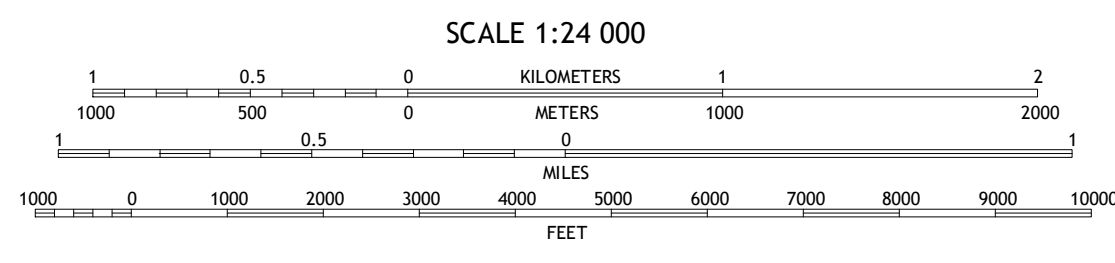 SCALE 1:24 000
1 0.5 0 KILOMETERS 1 2
1000 500 0 METERS 1000 2000
1 0.5 0 1
MILES
1000 0 1000 2000 3000 4000 5000 6000 7000 8000 9000 10000
FEET